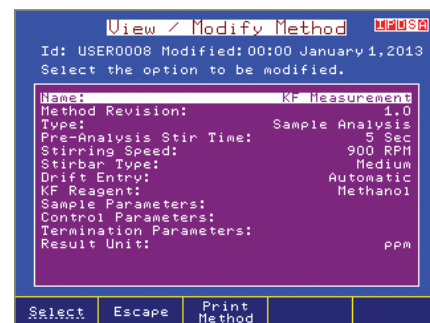 View / Modify Method IPDSA
Id: USER0008 Modified: 00:00 January 1,2013
Select the option to be modified.
Name: KF Measurement
Method Revision: 1.0
Type: Sample Analysis
Pre-Analysis Stir Time: 5 Sec
Stirring Speed: 900 RPM
Stirbar Type: Medium
Drift Entry: Automatic
KF Reagent: Methanol
Sample Parameters:
Control Parameters:
Termination Parameters:
Result Unit: ppm
Select Escape Print Method